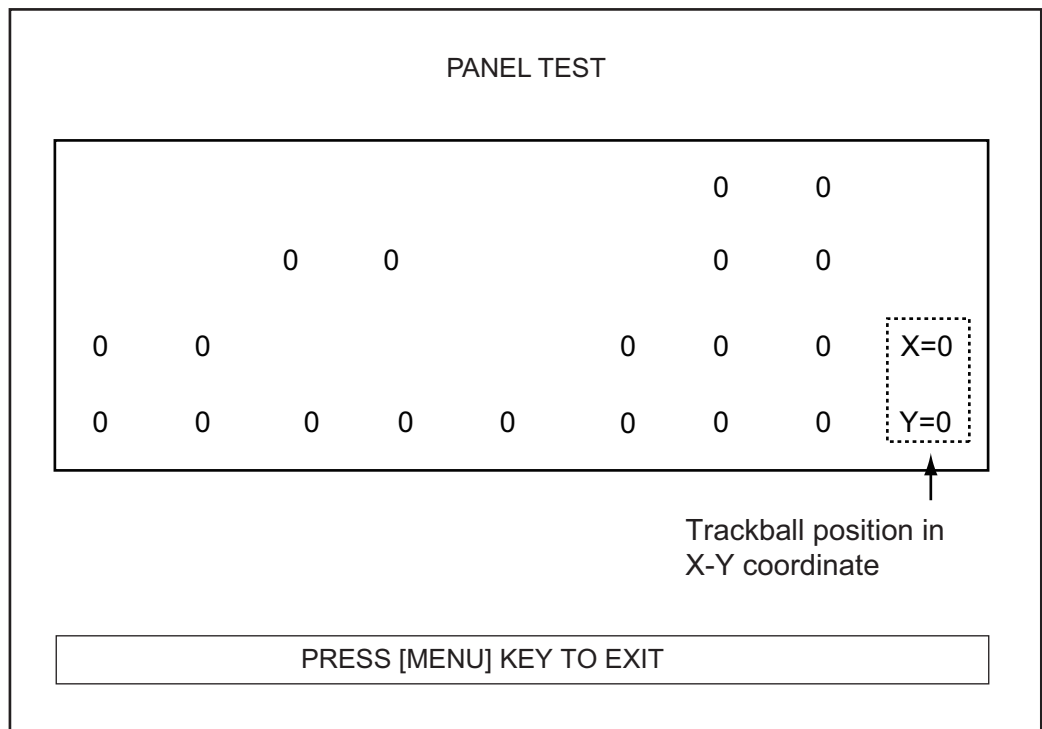 PANEL TEST
0 0
0 0 0 0
0 0 0 0 0 X=0
0 0 0 0 0 0 0 0 Y=0
Trackball position in
X-Y coordinate
PRESS [MENU] KEY TO EXIT